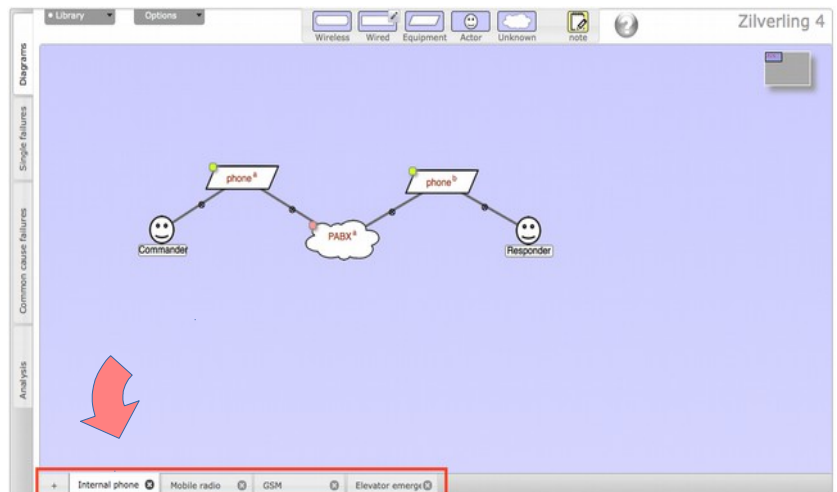 • Library
Options
Wireless Wired Equipment Actor Unknown note
?
Zilverling 4
Diagrams
Single failures
Common cause failures
Analysis
phone a
phone b
PABX a
Commander
Responder
+ Internal phone Mobile radio GSM Elevator emerge